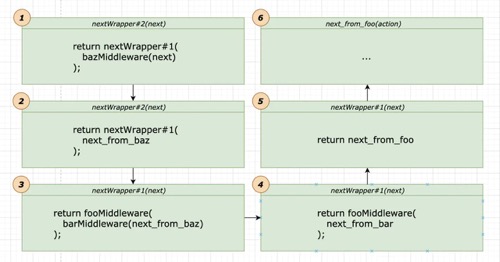 1
nextWrapper#2(next)
return nextWrapper#1(
bazMiddleware(next)
);
2
nextWrapper#2(next)
return nextWrapper#1(
next_from_baz
);
3
nextWrapper#1(next)
return fooMiddleware(
barMiddleware(next_from_baz)
);
4
nextWrapper#1(next)
return fooMiddleware(
next_from_bar
);
5
nextWrapper#1(next)
return next_from_foo
6
next_from_foo(action)
...